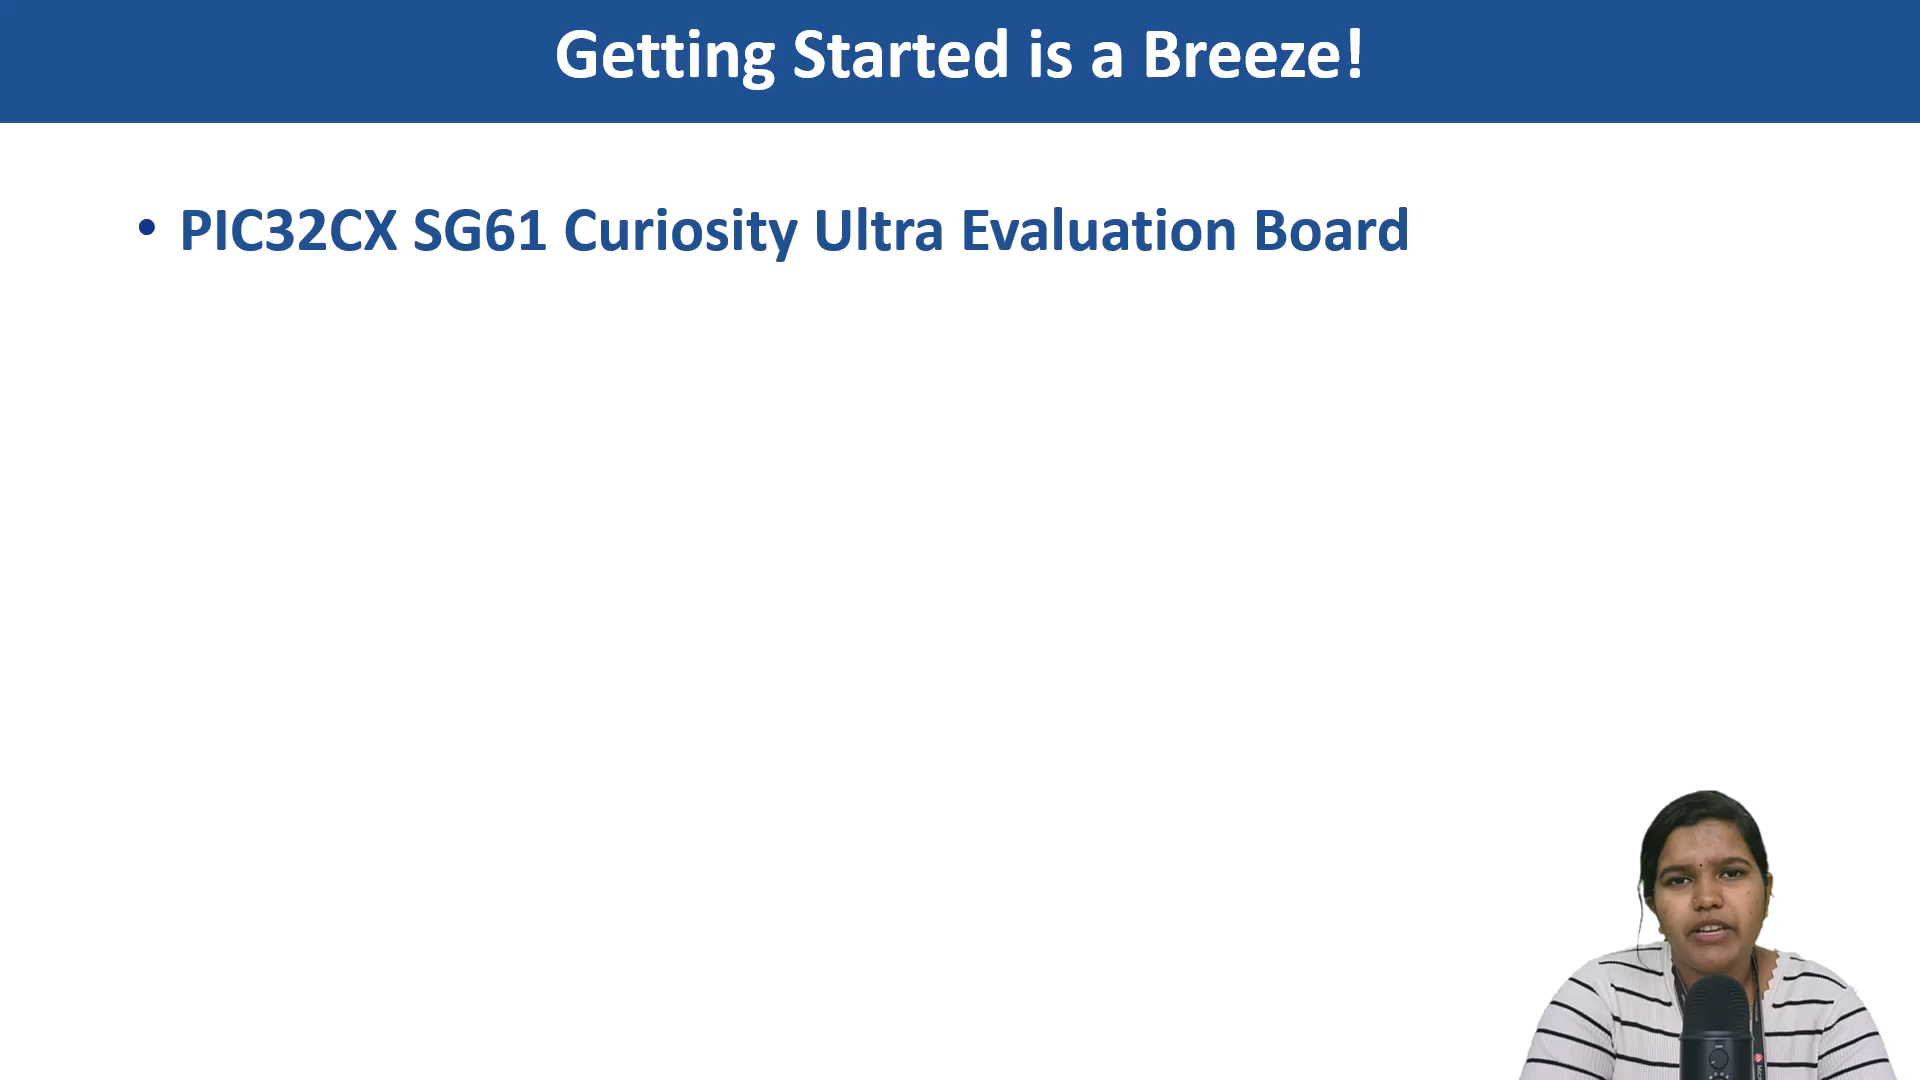 Getting Started is a Breeze!
• PIC32CX SG61 Curiosity Ultra Evaluation Board